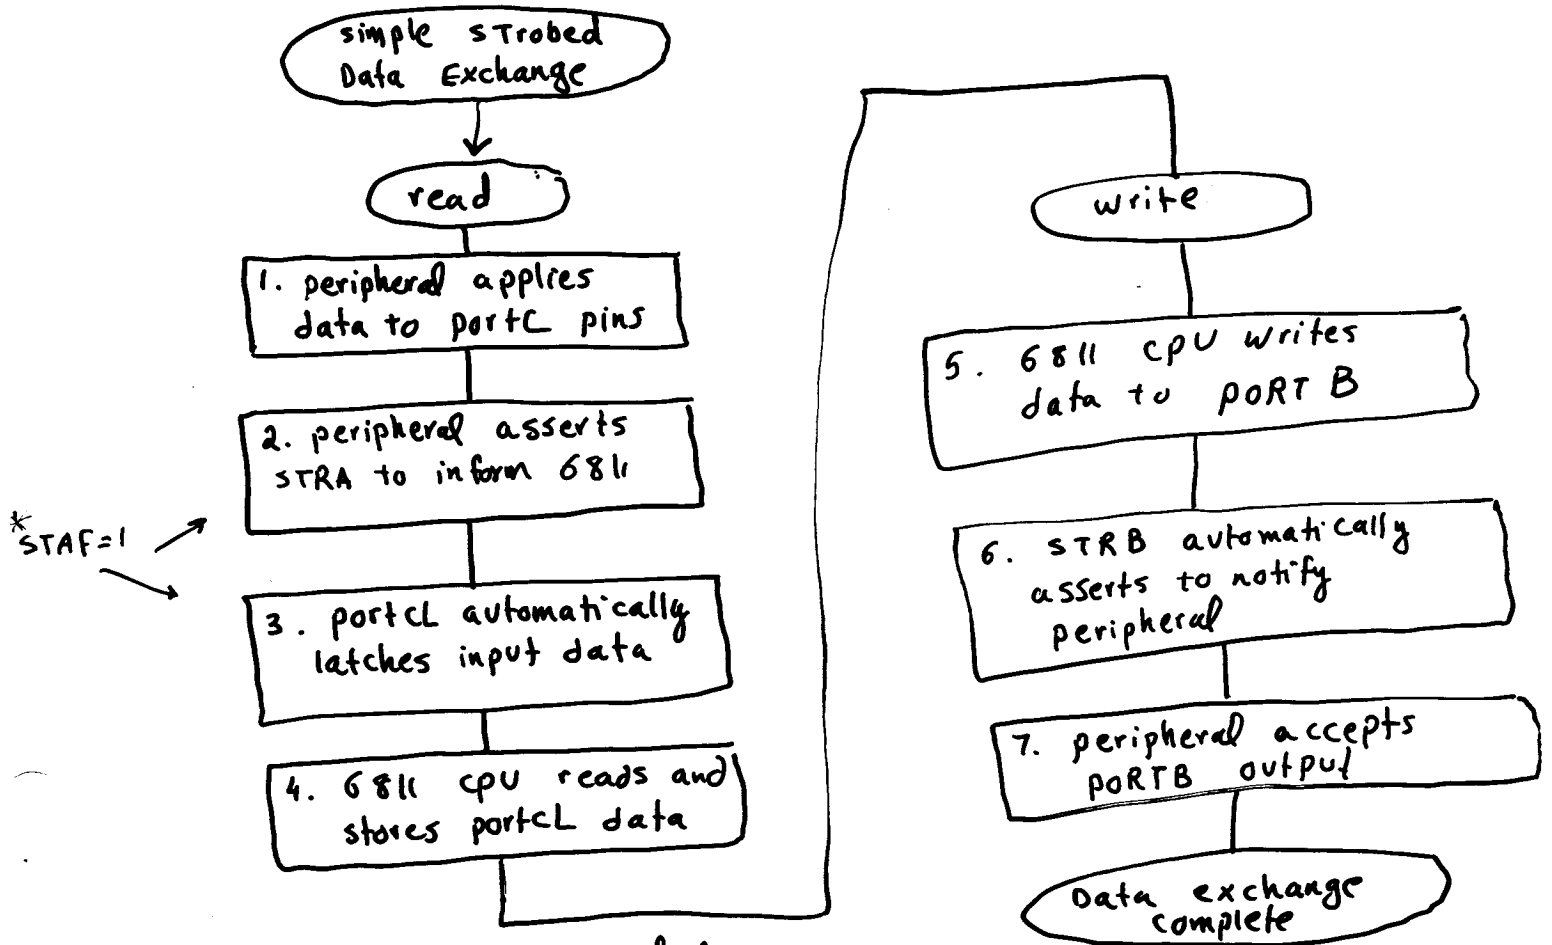 simple STrobed
Data Exchange
read
1. peripheral applies
data to portC pins
2. peripheral asserts
STRA to inform 6811
*STAF=1
3. portCL automatically
latches input data
4. 6811 CPU reads and
stores portCL data
write
5. 6811 CPU writes
data to PORT B
6. STRB automatically
asserts to notify
peripheral
7. peripheral accepts
PORTB output
Data exchange
complete